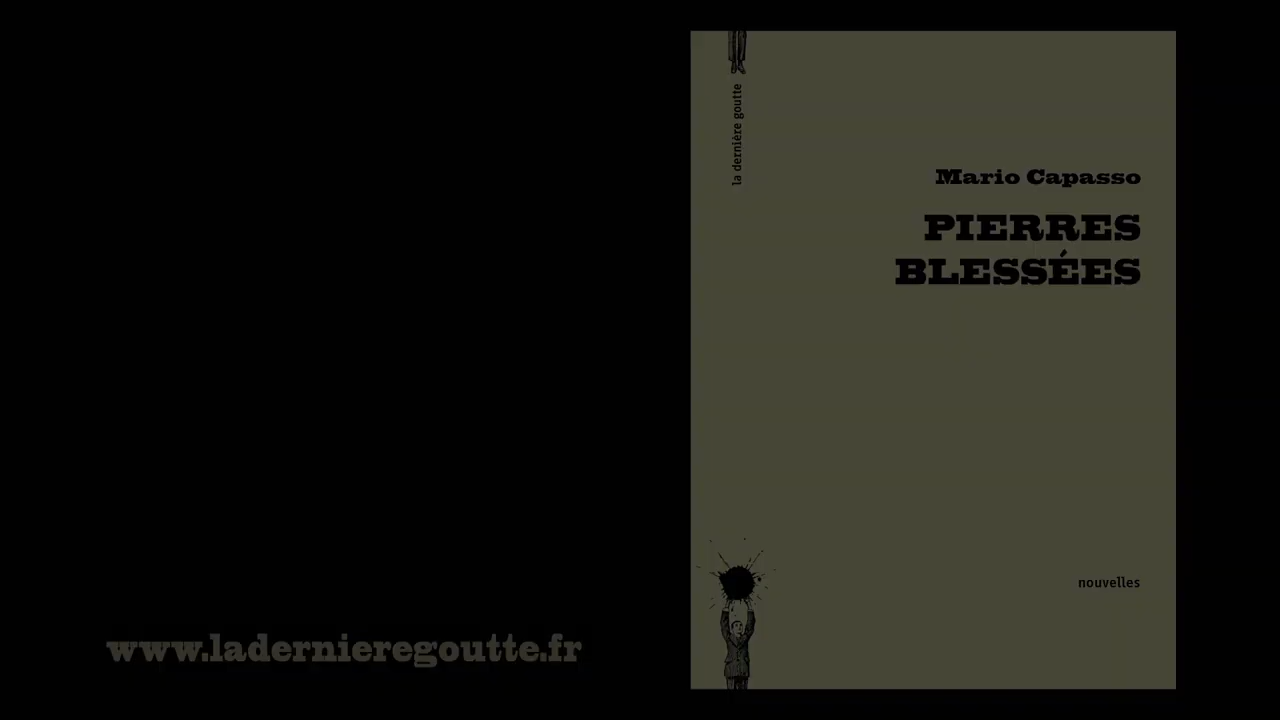 la dernière goutte
Mario Capasso
PIERRES
BLESSÉES
nouvelles
www.ladernieregoutte.fr